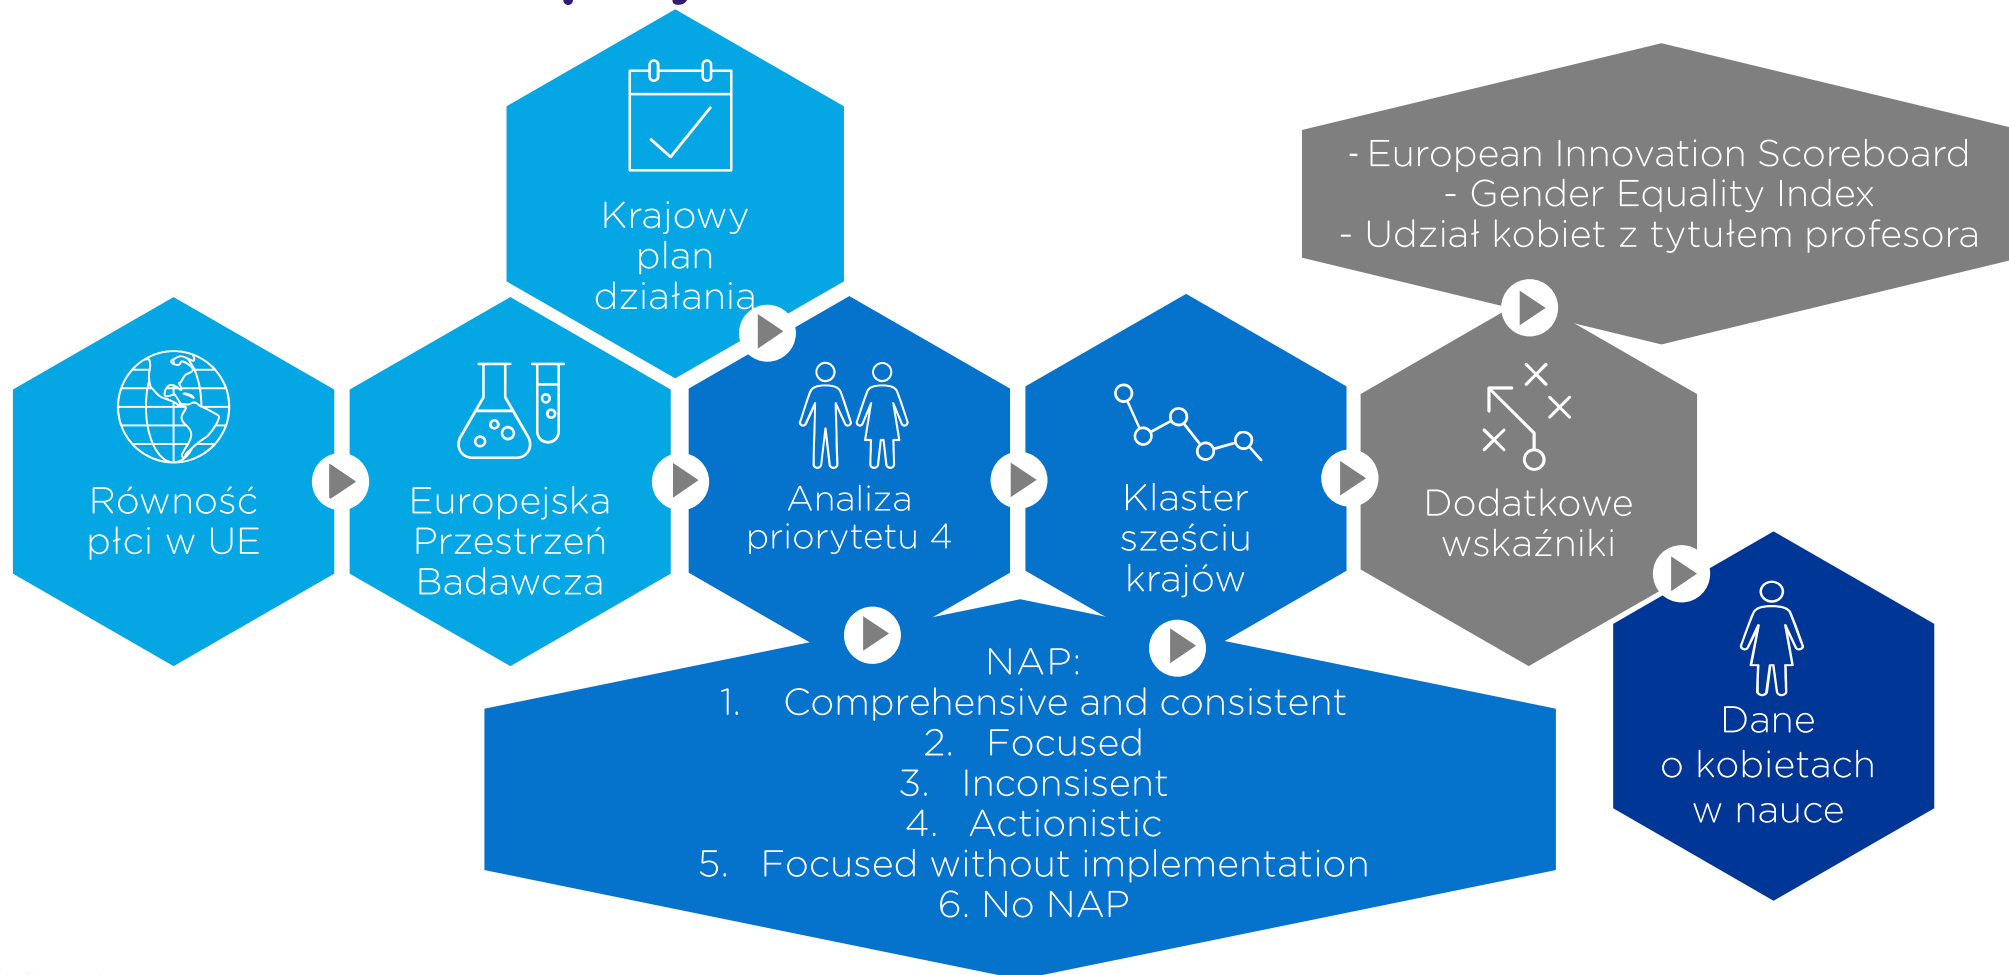 Krajowy
plan
działania
- European Innovation Scoreboard
- Gender Equality Index
- Udział kobiet z tytułem profesora
Równość
płci w UE
Europejska
Przestrzeń
Badawcza
Analiza
priorytetu 4
Klaster
sześciu
krajów
Dodatkowe
wskaźniki
NAP:
1. Comprehensive and consistent
2. Focused
3. Inconsisent
4. Actionistic
5. Focused without implementation
6. No NAP
Dane
o kobietach
w nauce